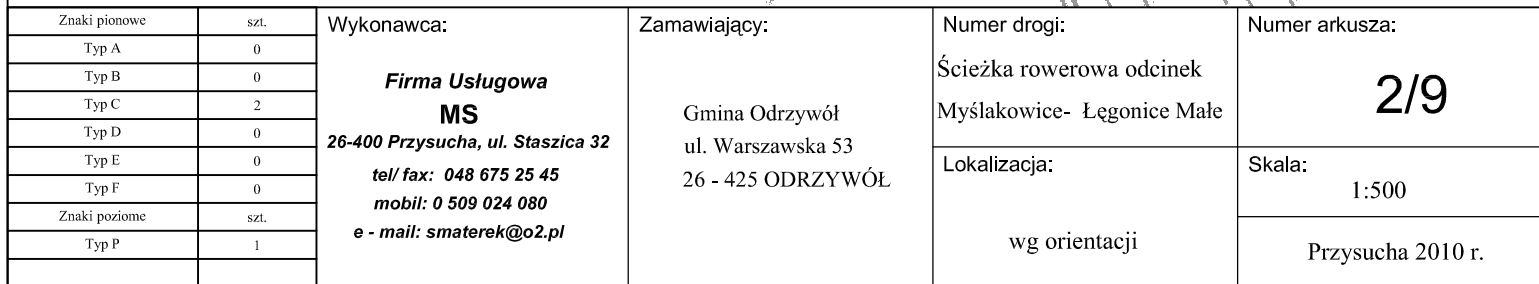 Znaki pionowe szt.
Typ A 0
Typ B 0
Typ C 2
Typ D 0
Typ E 0
Typ F 0
Znaki poziome szt.
Typ P 1
Wykonawca:
Firma Usługowa
MS
26-400 Przysucha, ul. Staszica 32
tel/ fax: 048 675 25 45
mobil: 0 509 024 080
e - mail: smaterek@o2.pl
Zamawiający:
Gmina Odrzywół
ul. Warszawska 53
26 - 425 ODRZYWÓŁ
Numer drogi:
Ścieżka rowerowa odcinek
Myślakowice- Łęgonice Małe
Lokalizacja:
wg orientacji
Numer arkusza:
2/9
Skala:
1:500
Przysucha 2010 r.